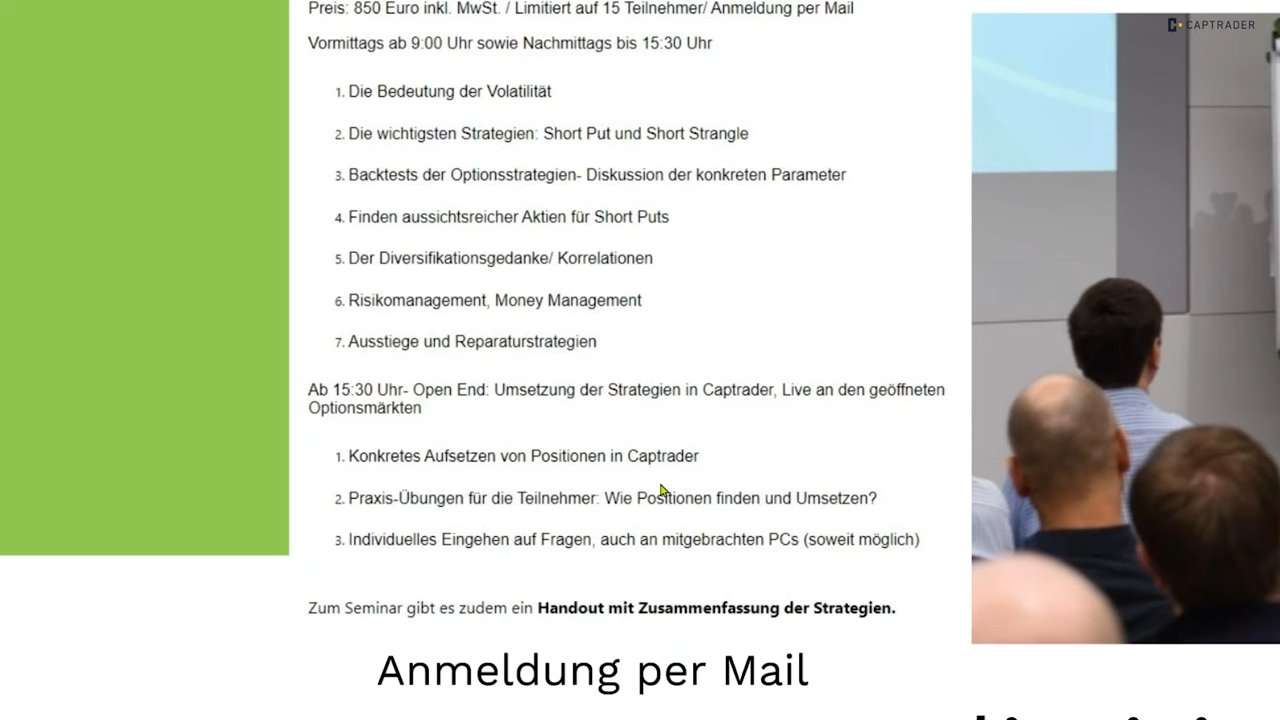 CAPTRADER
Preis: 850 Euro inkl. MwSt. / Limitiert auf 15 Teilnehmer/ Anmeldung per Mail
Vormittags ab 9:00 Uhr sowie Nachmittags bis 15:30 Uhr
1. Die Bedeutung der Volatilität
2. Die wichtigsten Strategien: Short Put und Short Strangle
3. Backtests der Optionsstrategien- Diskussion der konkreten Parameter
4. Finden aussichtsreicher Aktien für Short Puts
5. Der Diversifikationsgedanke/ Korrelationen
6. Risikomanagement, Money Management
7. Ausstiege und Reparaturstrategien
Ab 15:30 Uhr- Open End: Umsetzung der Strategien in Captrader, Live an den geöffneten
Optionsmärkten
1. Konkretes Aufsetzen von Positionen in Captrader
2. Praxis-Übungen für die Teilnehmer: Wie Positionen finden und Umsetzen?
3. Individuelles Eingehen auf Fragen, auch an mitgebrachten PCs (soweit möglich)
Zum Seminar gibt es zudem ein Handout mit Zusammenfassung der Strategien.
Anmeldung per Mail